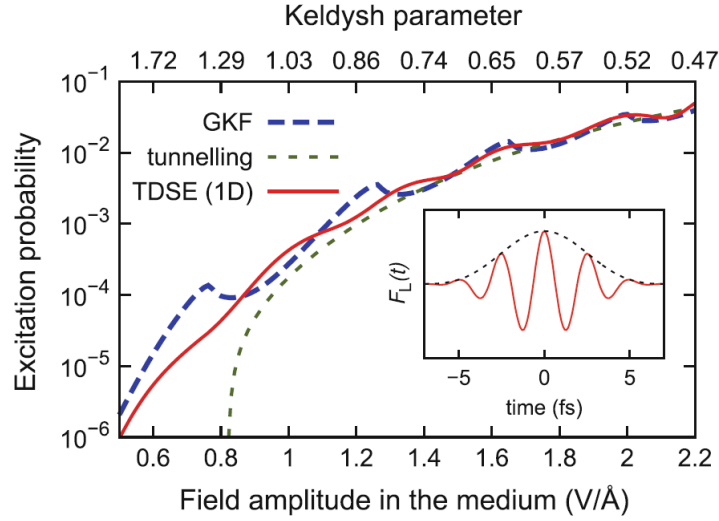 Keldysh parameter
1.72 1.29 1.03 0.86 0.74 0.65 0.57 0.52 0.47
10⁻¹
10⁻²
10⁻³
10⁻⁴
10⁻⁵
10⁻⁶
Excitation probability
GKF
tunnelling
TDSE (1D)
F_L(t)
−5 0 5
time (fs)
0.6 0.8 1 1.2 1.4 1.6 1.8 2 2.2
Field amplitude in the medium (V/Å)